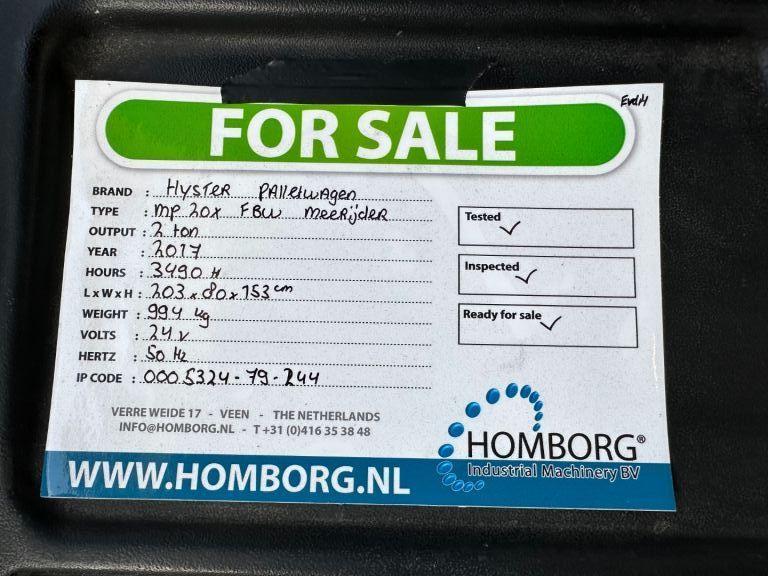 EvdH
FOR SALE
BRAND : HYSTER Palletwagen
TYPE : MP 20x FBW Meerijder
OUTPUT : 2 ton
YEAR : 2017
HOURS : 3490 H
L x W x H : 203 x 80 x 153 cm
WEIGHT : 994 kg
VOLTS : 24 V
HERTZ : 50 Hz
IP CODE : 000 5324-79-244
Tested ✓
Inspected ✓
Ready for sale ✓
VERRE WEIDE 17 - VEEN - THE NETHERLANDS
INFO@HOMBORG.NL - T +31 (0)416 35 38 48
WWW.HOMBORG.NL
HOMBORG®
Industrial Machinery BV